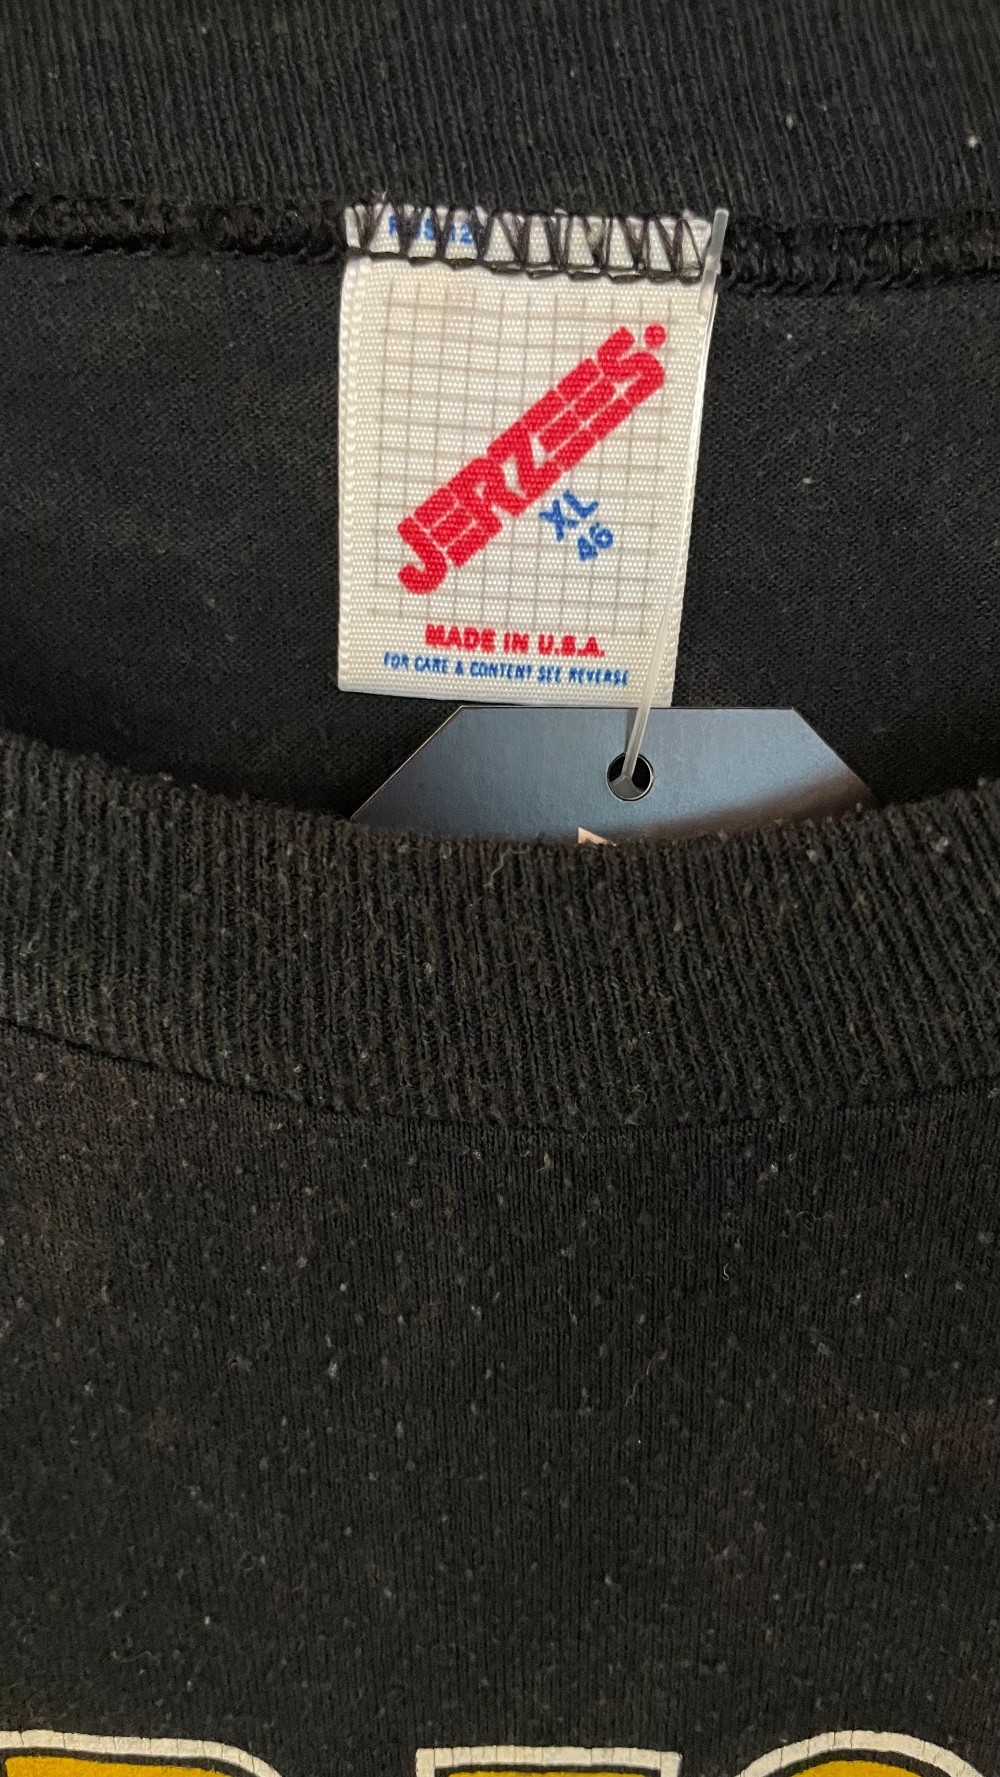 JERZEES
XL
46
MADE IN U.S.A.
FOR CARE & CONTENT SEE REVERSE